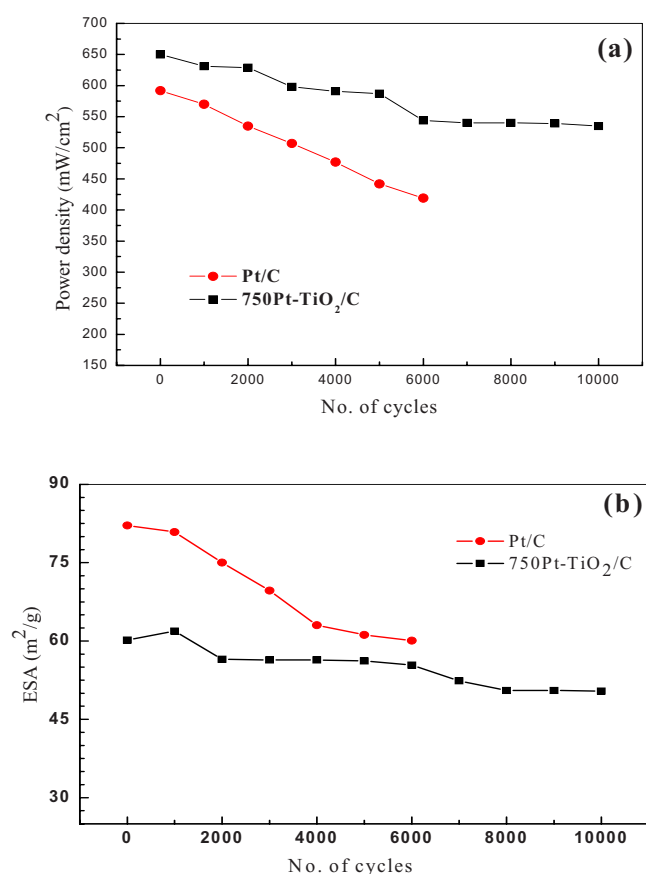 (a)
Power density (mW/cm²)
700
650
600
550
500
450
400
350
300
250
200
150
Pt/C
750Pt-TiO₂/C
0 2000 4000 6000 8000 10000
No. of cycles
(b)
ESA (m²/g)
90
75
60
45
30
Pt/C
750Pt-TiO₂/C
0 2000 4000 6000 8000 10000
No. of cycles